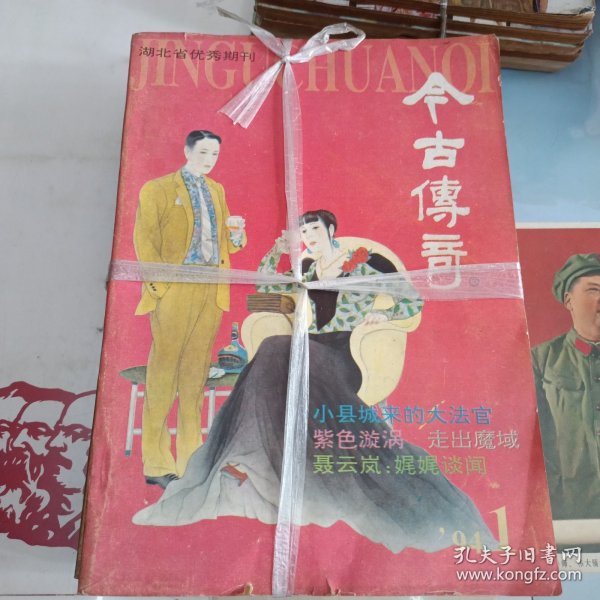 湖北省优秀期刊
JINGU CHUANQI
今古傳奇
小县城来的大法官
紫色漩涡 走出魔域
聂云岚:娓娓谈闻
'94.1
孔夫子旧书网
www.kongfz.com